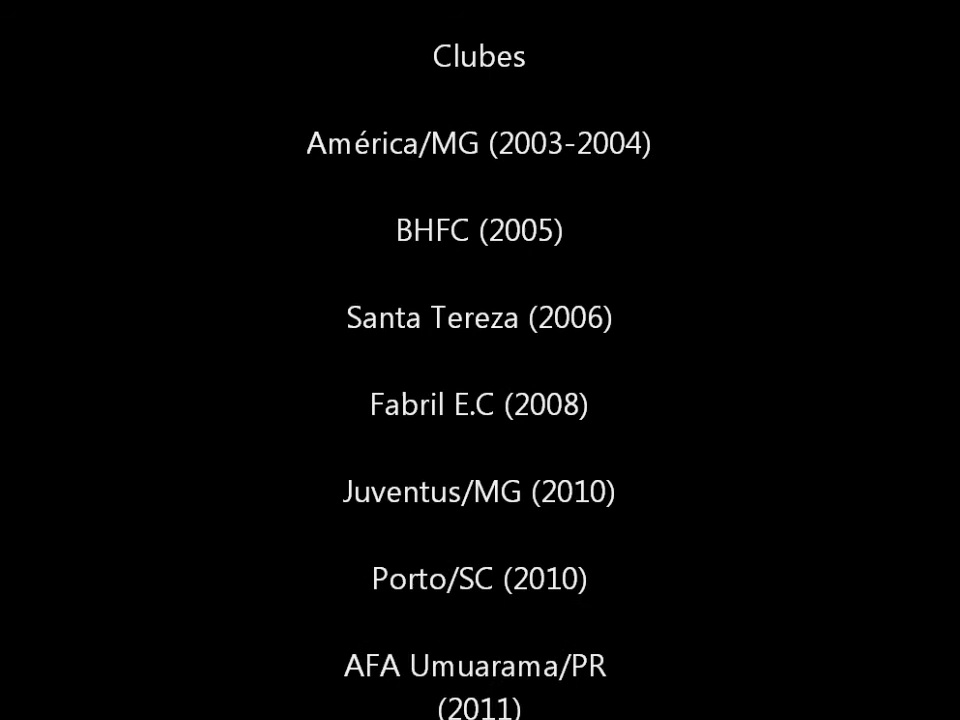 Clubes
América/MG (2003-2004)
BHFC (2005)
Santa Tereza (2006)
Fabril E.C (2008)
Juventus/MG (2010)
Porto/SC (2010)
AFA Umuarama/PR
(2011)